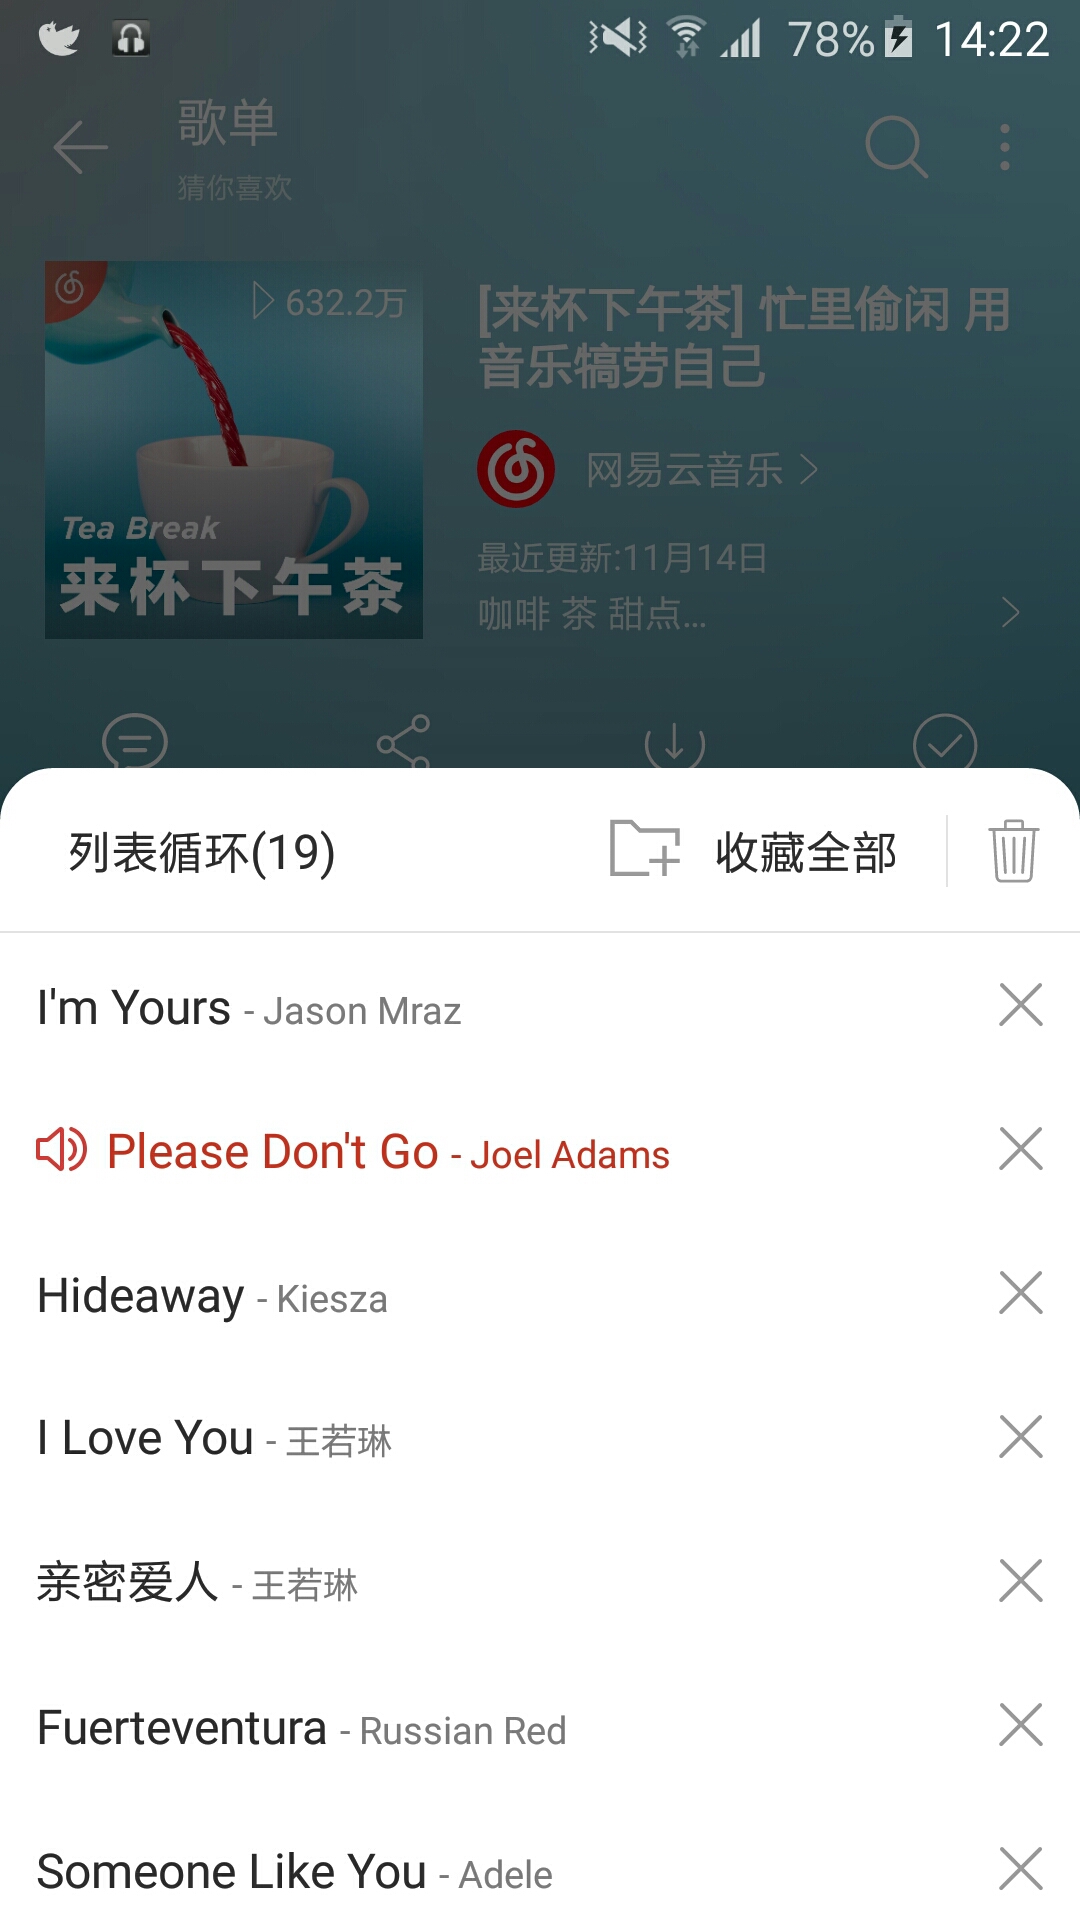 78% 14:22
歌单
猜你喜欢
632.2万
Tea Break
来杯下午茶
[来杯下午茶] 忙里偷闲 用
音乐犒劳自己
网易云音乐
最近更新:11月14日
咖啡 茶 甜点...
列表循环(19)
收藏全部
I'm Yours - Jason Mraz
Please Don't Go - Joel Adams
Hideaway - Kiesza
I Love You - 王若琳
亲密爱人 - 王若琳
Fuerteventura - Russian Red
Someone Like You - Adele